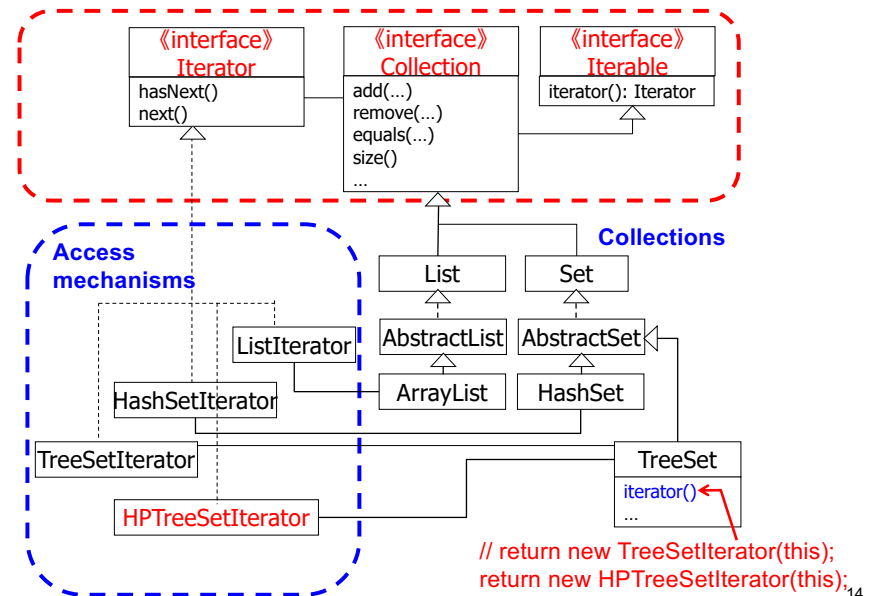 《interface》
Iterator
hasNext()
next()
《interface》
Collection
add(…)
remove(…)
equals(…)
size()
…
《interface》
Iterable
iterator(): Iterator
Access
mechanisms
Collections
List
Set
ListIterator
AbstractList
AbstractSet
HashSetIterator
ArrayList
HashSet
TreeSetIterator
TreeSet
iterator()
…
HPTreeSetIterator
// return new TreeSetIterator(this);
return new HPTreeSetIterator(this);
14